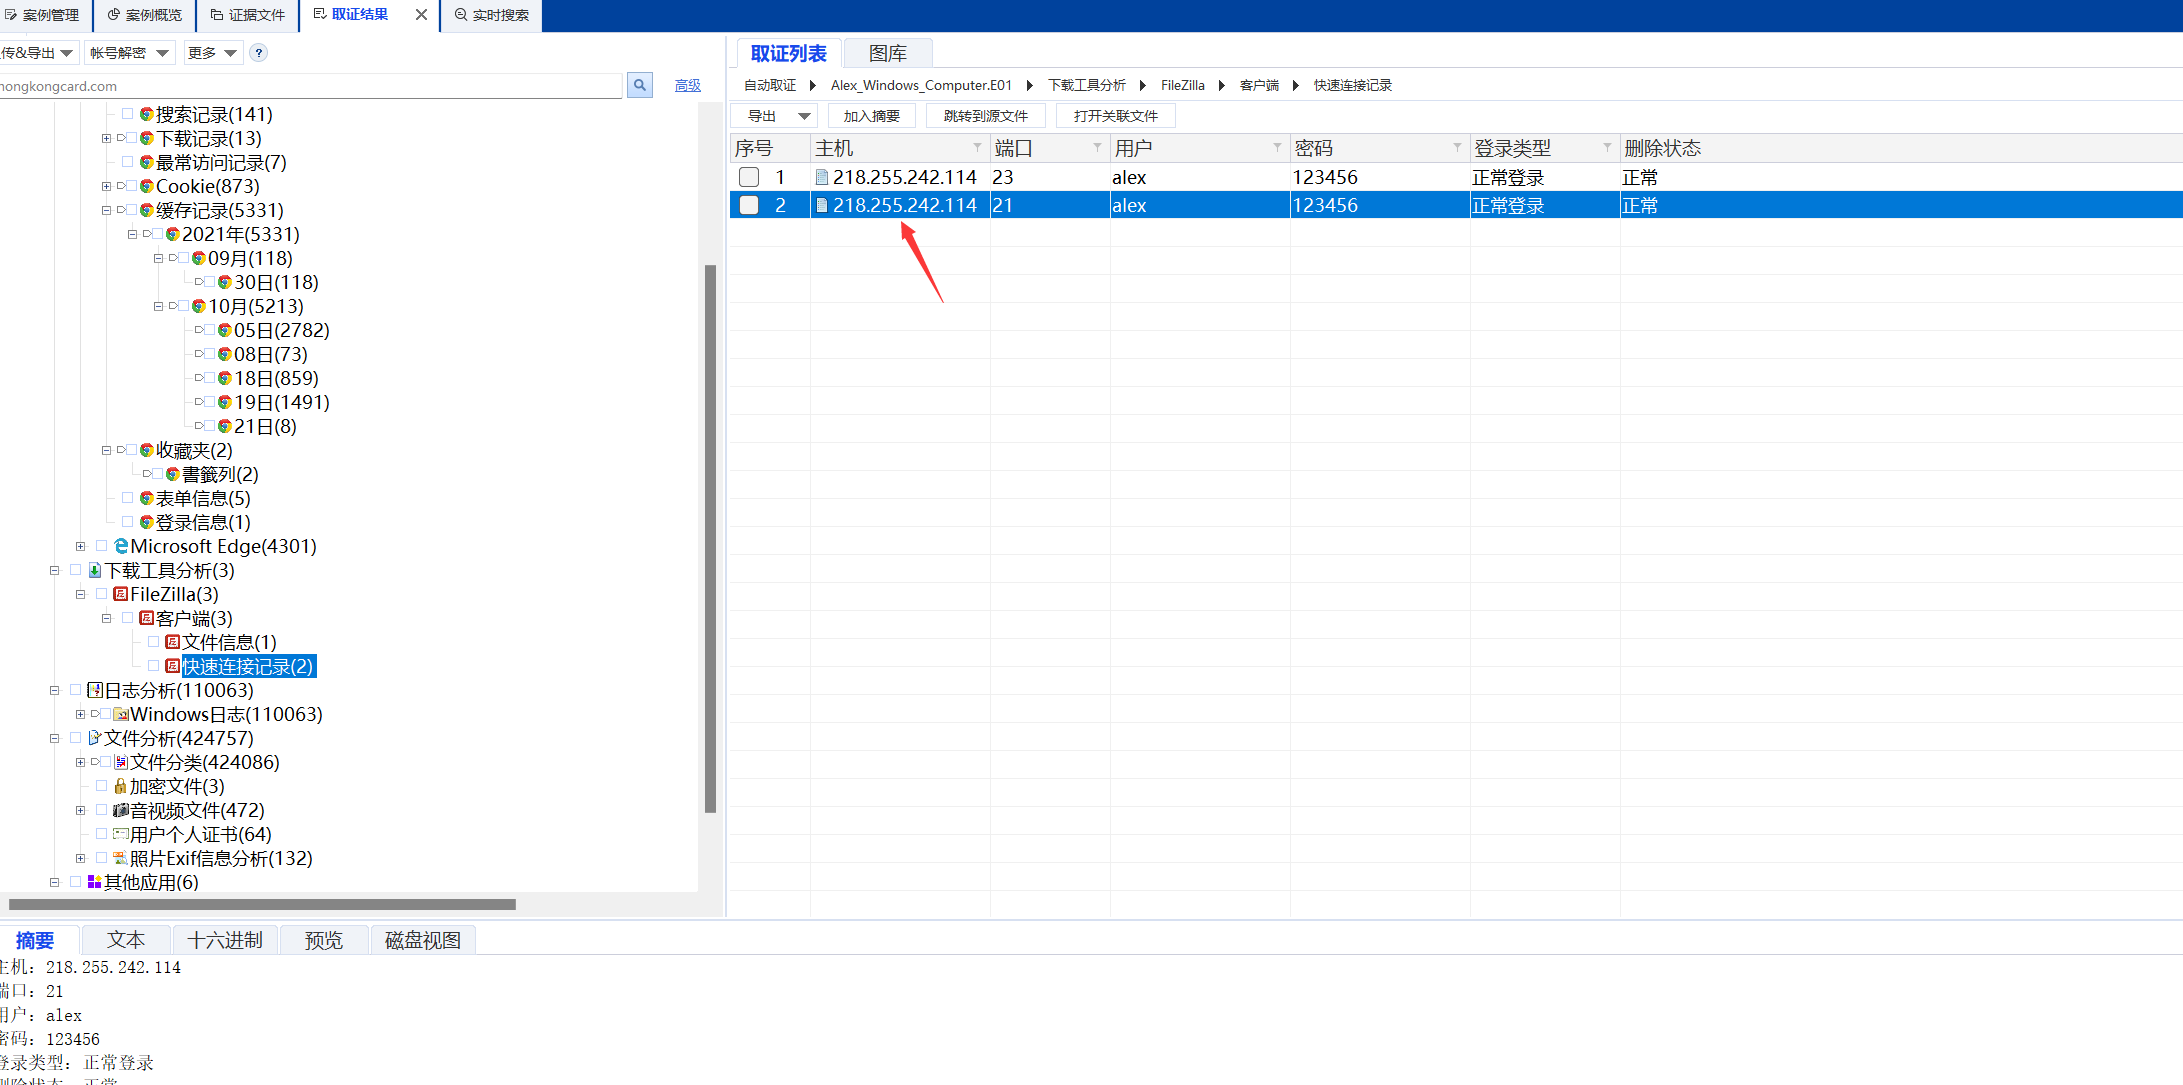 案例管理
案例概览
证据文件
取证结果
实时搜索
传&导出
帐号解密
更多
?
hongkongcard.com
高级
搜索记录(141)
下载记录(13)
最常访问记录(7)
Cookie(873)
缓存记录(5331)
2021年(5331)
09月(118)
30日(118)
10月(5213)
05日(2782)
08日(73)
18日(859)
19日(1491)
21日(8)
收藏夹(2)
書籤列(2)
表单信息(5)
登录信息(1)
Microsoft Edge(4301)
下载工具分析(3)
FileZilla(3)
客户端(3)
文件信息(1)
快速连接记录(2)
日志分析(110063)
Windows日志(110063)
文件分析(424757)
文件分类(424086)
加密文件(3)
音视频文件(472)
用户个人证书(64)
照片Exif信息分析(132)
其他应用(6)
取证列表
图库
自动取证 Alex_Windows_Computer.E01 下载工具分析 FileZilla 客户端 快速连接记录
导出 加入摘要 跳转到源文件 打开关联文件
序号 主机 端口 用户 密码 登录类型 删除状态
1 218.255.242.114 23 alex 123456 正常登录 正常
2 218.255.242.114 21 alex 123456 正常登录 正常
摘要 文本 十六进制 预览 磁盘视图
主机: 218.255.242.114
端口: 21
用户: alex
密码: 123456
登录类型: 正常登录
删除状态: 正常